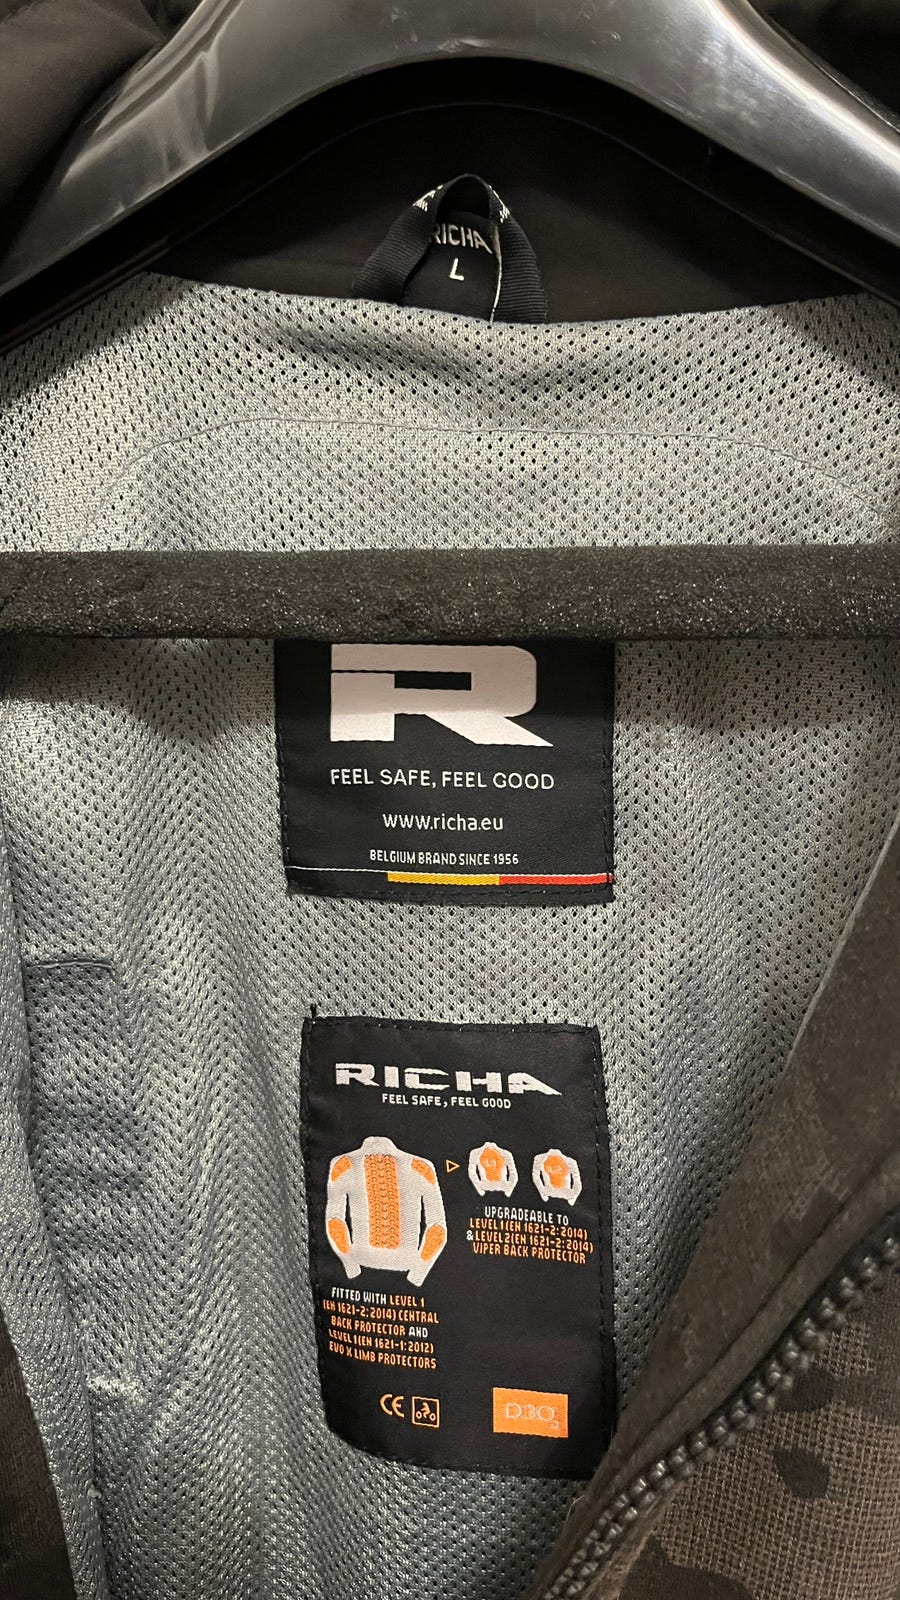 RICHA
L
R
FEEL SAFE, FEEL GOOD
www.richa.eu
BELGIUM BRAND SINCE 1956
RICHA
FEEL SAFE, FEEL GOOD
L1 L2
UPGRADEABLE TO
LEVEL 1 (EN 1621-2:2014)
& LEVEL 2 (EN 1621-2:2014)
VIPER BACK PROTECTOR
FITTED WITH LEVEL 1
(EN 1621-2:2014) CENTRAL
BACK PROTECTOR AND
LEVEL 1 (EN 1621-1:2012)
EVO X LIMB PROTECTORS
CE
D3O